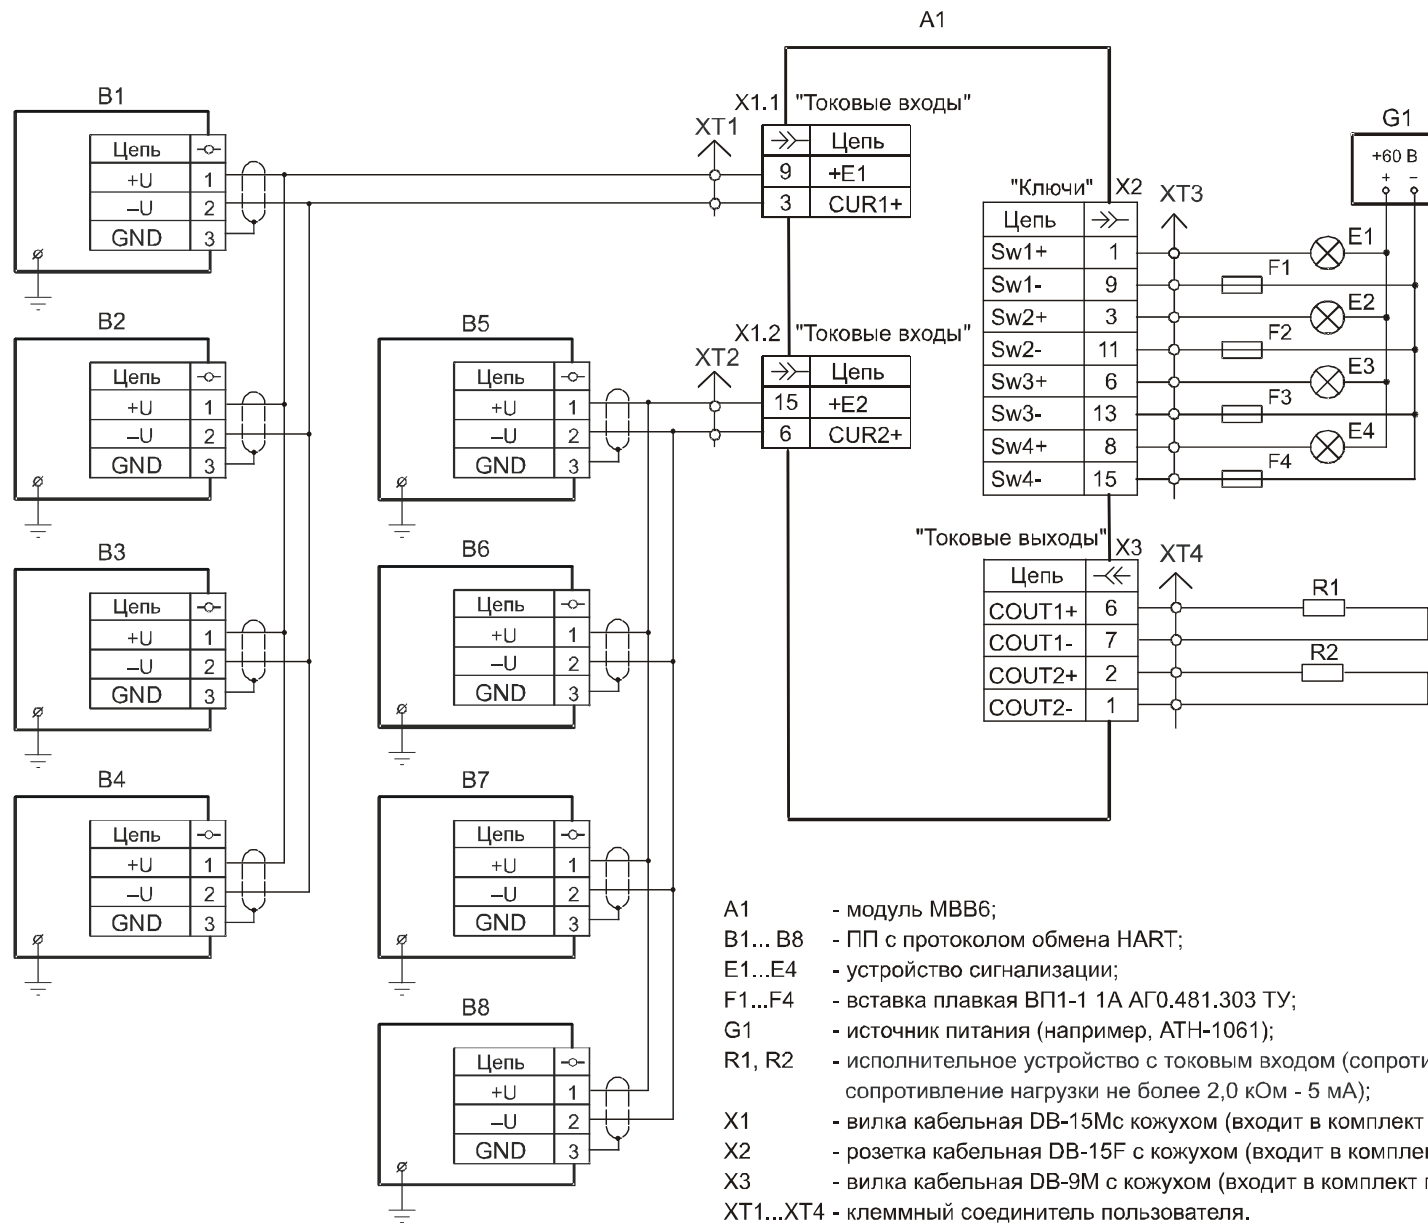 A1
B1
Цепь
+U 1
–U 2
GND 3
XT1
X1.1 "Токовые входы"
Цепь
9 +E1
3 CUR1+
G1
+60 В
+ –
"Ключи" X2 XT3
Цепь
Sw1+ 1 E1
Sw1- 9 F1
Sw2+ 3 E2
Sw2- 11 F2
Sw3+ 6 E3
Sw3- 13 F3
Sw4+ 8 E4
Sw4- 15 F4
B2
Цепь
+U 1
–U 2
GND 3
B5
Цепь
+U 1
–U 2
GND 3
XT2
X1.2 "Токовые входы"
Цепь
15 +E2
6 CUR2+
"Токовые выходы" X3 XT4
Цепь
COUT1+ 6 R1
COUT1- 7
COUT2+ 2 R2
COUT2- 1
B3
Цепь
+U 1
–U 2
GND 3
B6
Цепь
+U 1
–U 2
GND 3
B4
Цепь
+U 1
–U 2
GND 3
B7
Цепь
+U 1
–U 2
GND 3
B8
Цепь
+U 1
–U 2
GND 3
A1 - модуль МВВ6;
B1... B8 - ПП с протоколом обмена HART;
E1...E4 - устройство сигнализации;
F1...F4 - вставка плавкая ВП1-1 1А АГ0.481.303 ТУ;
G1 - источник питания (например, АТН-1061);
R1, R2 - исполнительное устройство с токовым входом
сопротивление нагрузки не более 2,0 кОм - 5 мА);
X1 - вилка кабельная DB-15Mс кожухом (входит в комплект
X2 - розетка кабельная DB-15F с кожухом (входит в
X3 - вилка кабельная DB-9M с кожухом (входит в комплект
XT1...XT4 - клеммный соединитель пользователя.